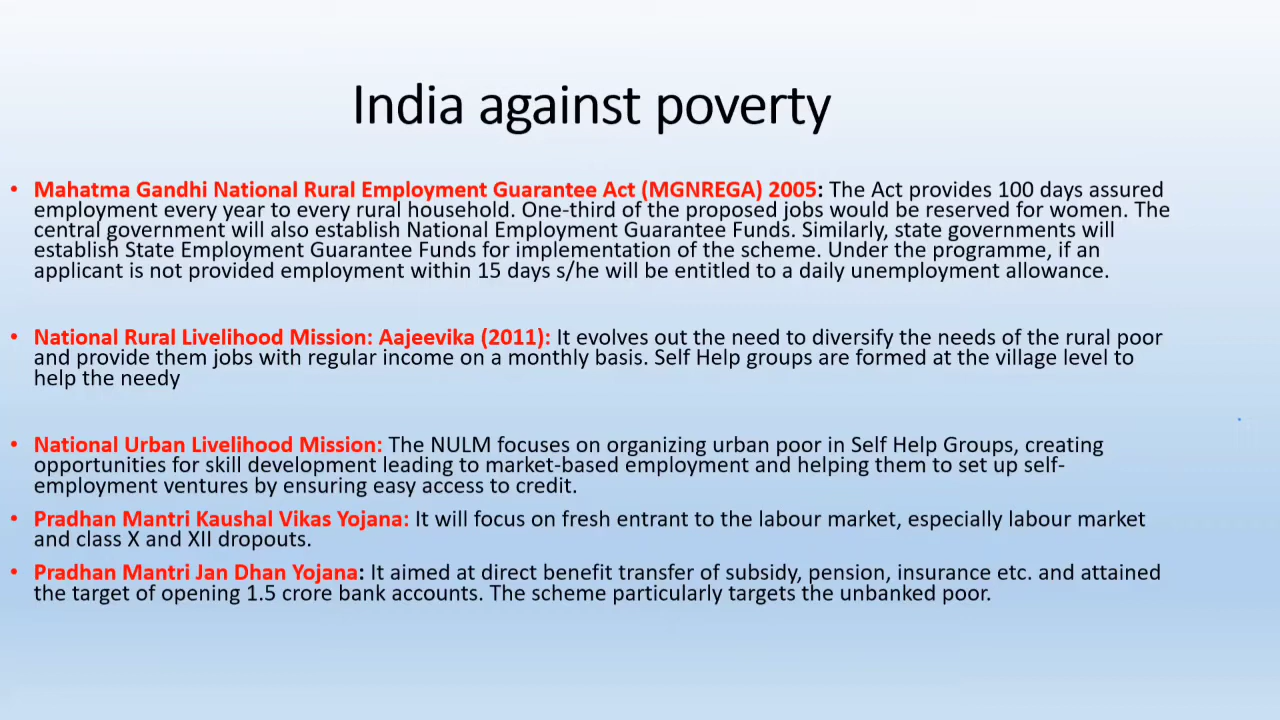 India against poverty
• Mahatma Gandhi National Rural Employment Guarantee Act (MGNREGA) 2005: The Act provides 100 days assured
employment every year to every rural household. One-third of the proposed jobs would be reserved for women. The
central government will also establish National Employment Guarantee Funds. Similarly, state governments will
establish State Employment Guarantee Funds for implementation of the scheme. Under the programme, if an
applicant is not provided employment within 15 days s/he will be entitled to a daily unemployment allowance.
• National Rural Livelihood Mission: Aajeevika (2011): It evolves out the need to diversify the needs of the rural poor
and provide them jobs with regular income on a monthly basis. Self Help groups are formed at the village level to
help the needy
• National Urban Livelihood Mission: The NULM focuses on organizing urban poor in Self Help Groups, creating
opportunities for skill development leading to market-based employment and helping them to set up self-
employment ventures by ensuring easy access to credit.
• Pradhan Mantri Kaushal Vikas Yojana: It will focus on fresh entrant to the labour market, especially labour market
and class X and XII dropouts.
• Pradhan Mantri Jan Dhan Yojana: It aimed at direct benefit transfer of subsidy, pension, insurance etc. and attained
the target of opening 1.5 crore bank accounts. The scheme particularly targets the unbanked poor.